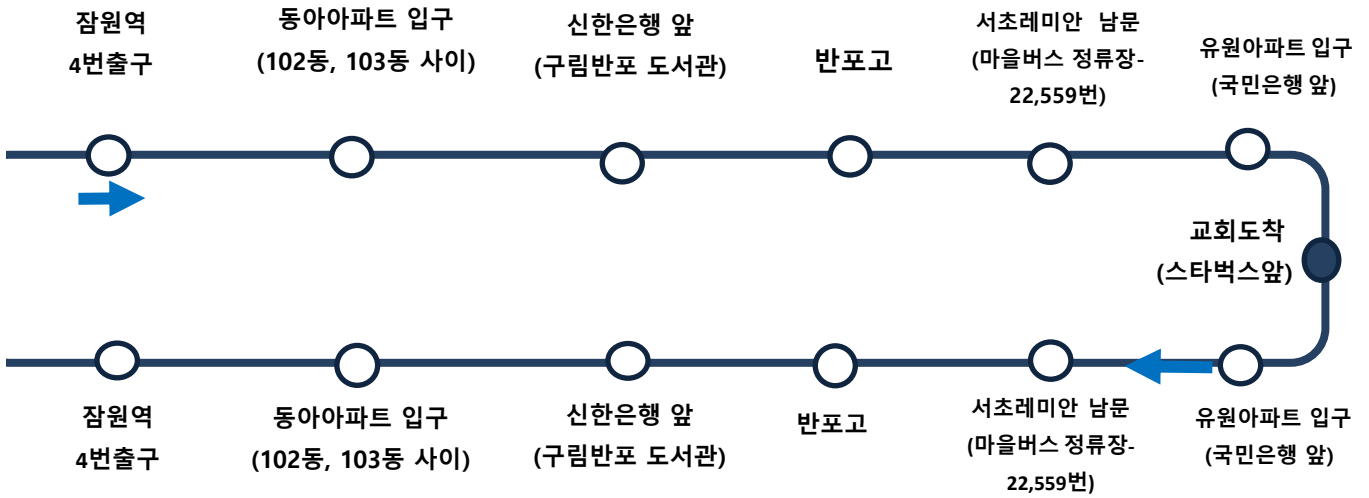 잠원역
4번출구
동아아파트 입구
(102동, 103동 사이)
신한은행 앞
(구림반포 도서관)
반포고
서초레미안 남문
(마을버스 정류장-
22,559번)
유원아파트 입구
(국민은행 앞)
교회도착
(스타벅스앞)
잠원역
4번출구
동아아파트 입구
(102동, 103동 사이)
신한은행 앞
(구림반포 도서관)
반포고
서초레미안 남문
(마을버스 정류장-
22,559번)
유원아파트 입구
(국민은행 앞)